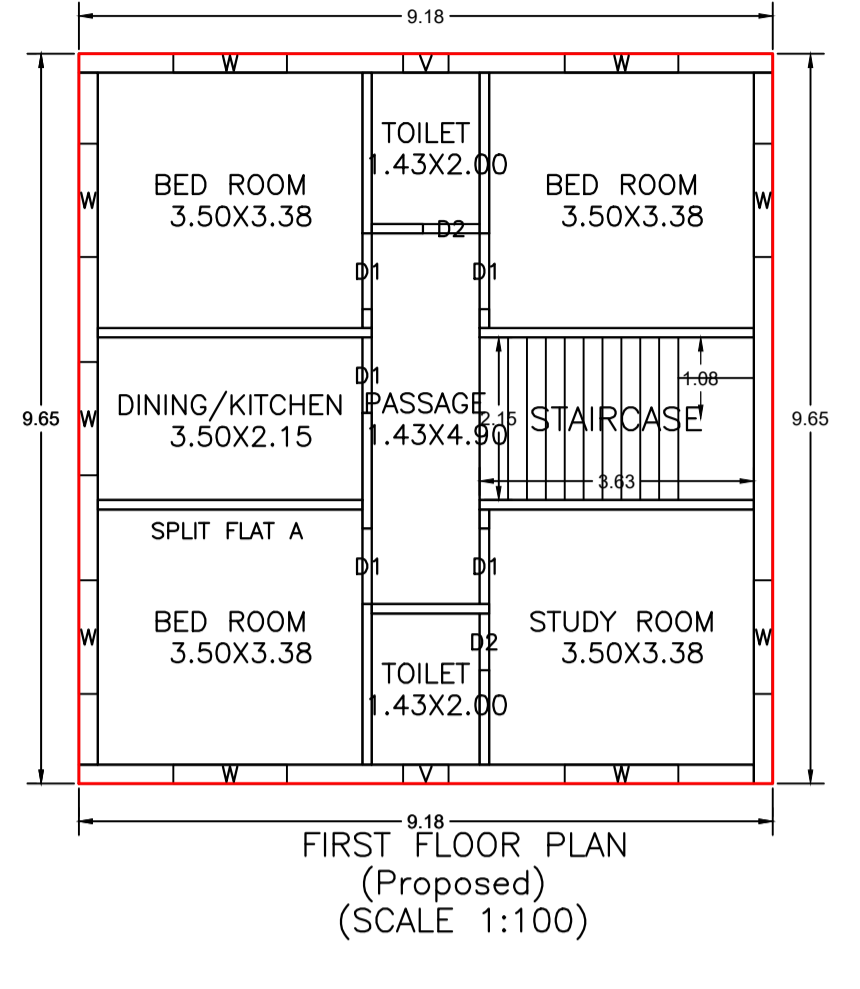 9.18
W
V
W
TOILET
1.43X2.00
BED ROOM
3.50X3.38
BED ROOM
3.50X3.38
W
W
D2
D1
D1
D1
1.08
9.65
W
DINING/KITCHEN
3.50X2.15
PASSAGE
1.43X4.90
2.15
STAIRCASE
9.65
3.63
SPLIT FLAT A
D1
D1
W
BED ROOM
3.50X3.38
D2
STUDY ROOM
3.50X3.38
W
TOILET
1.43X2.00
W
V
W
9.18
FIRST FLOOR PLAN
(Proposed)
(SCALE 1:100)